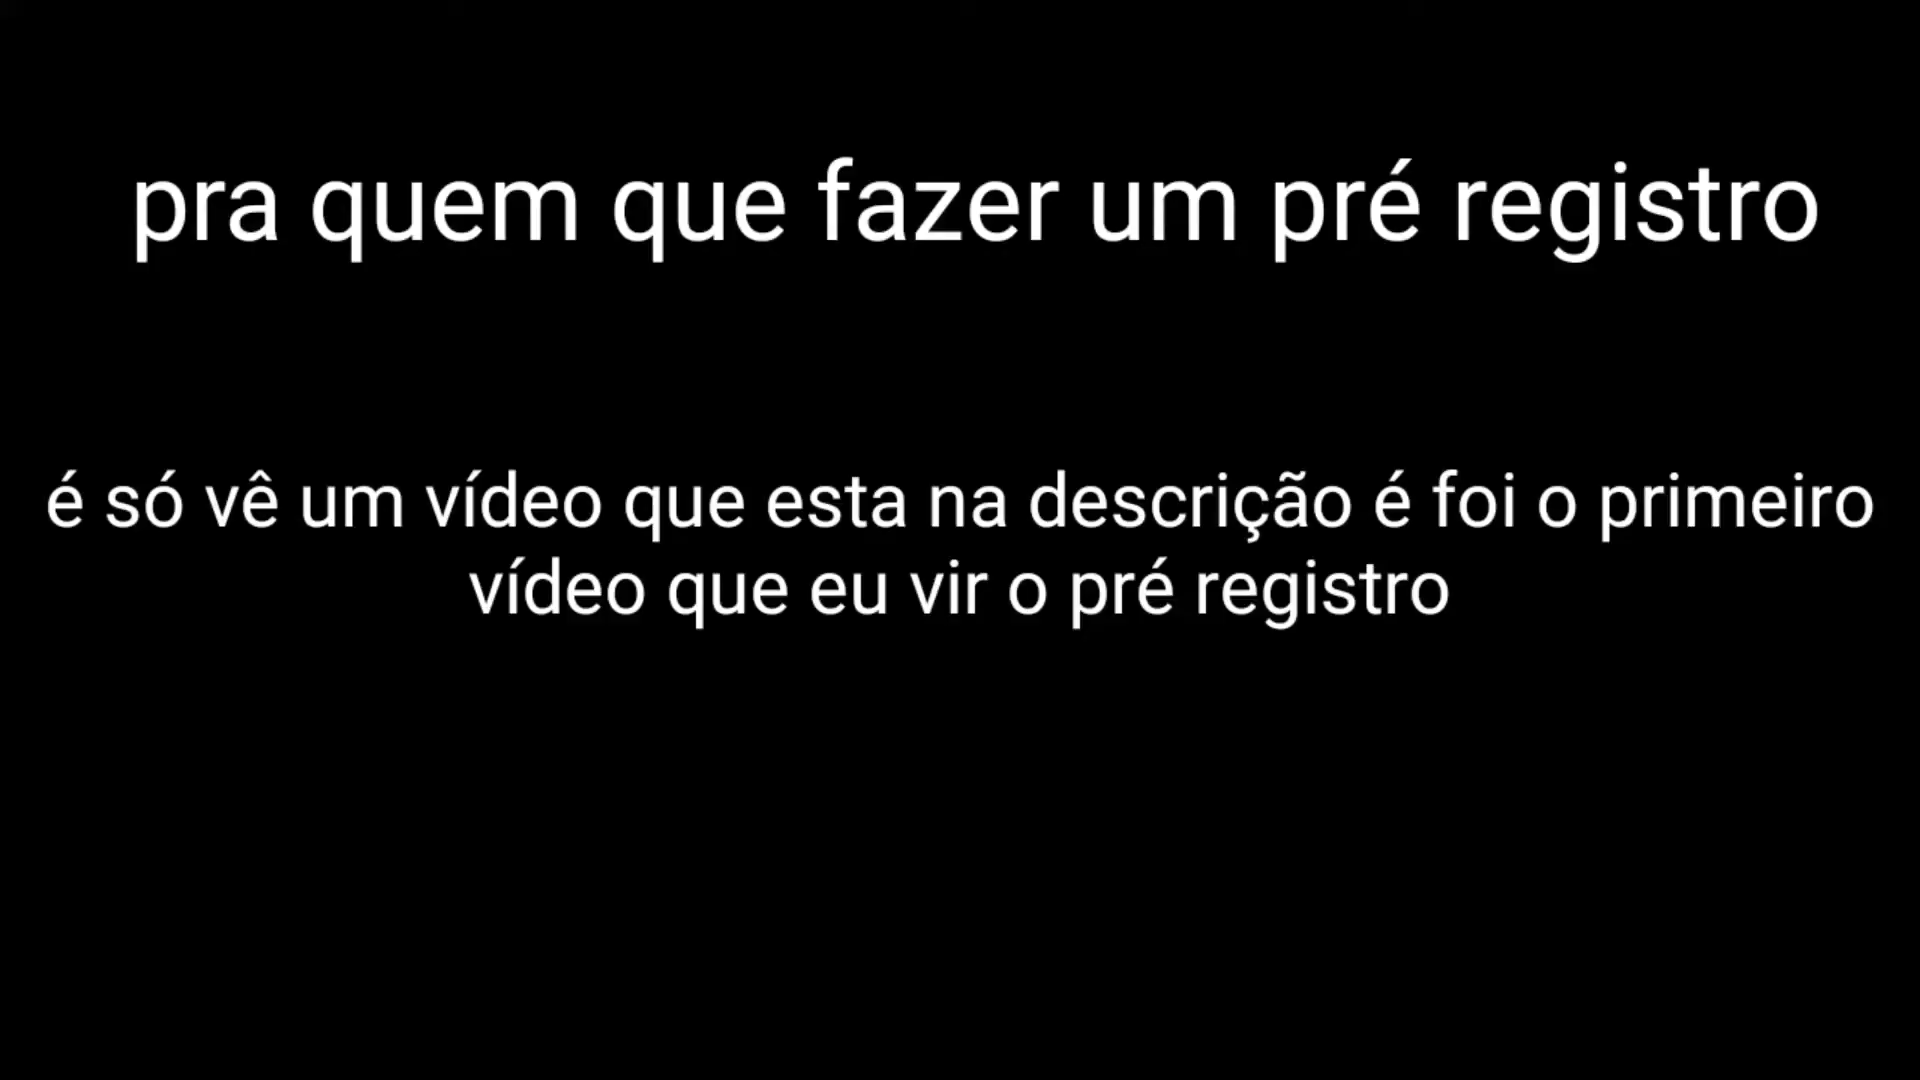 pra quem que fazer um pré registro
é só vê um vídeo que esta na descrição é foi o primeiro
vídeo que eu vir o pré registro